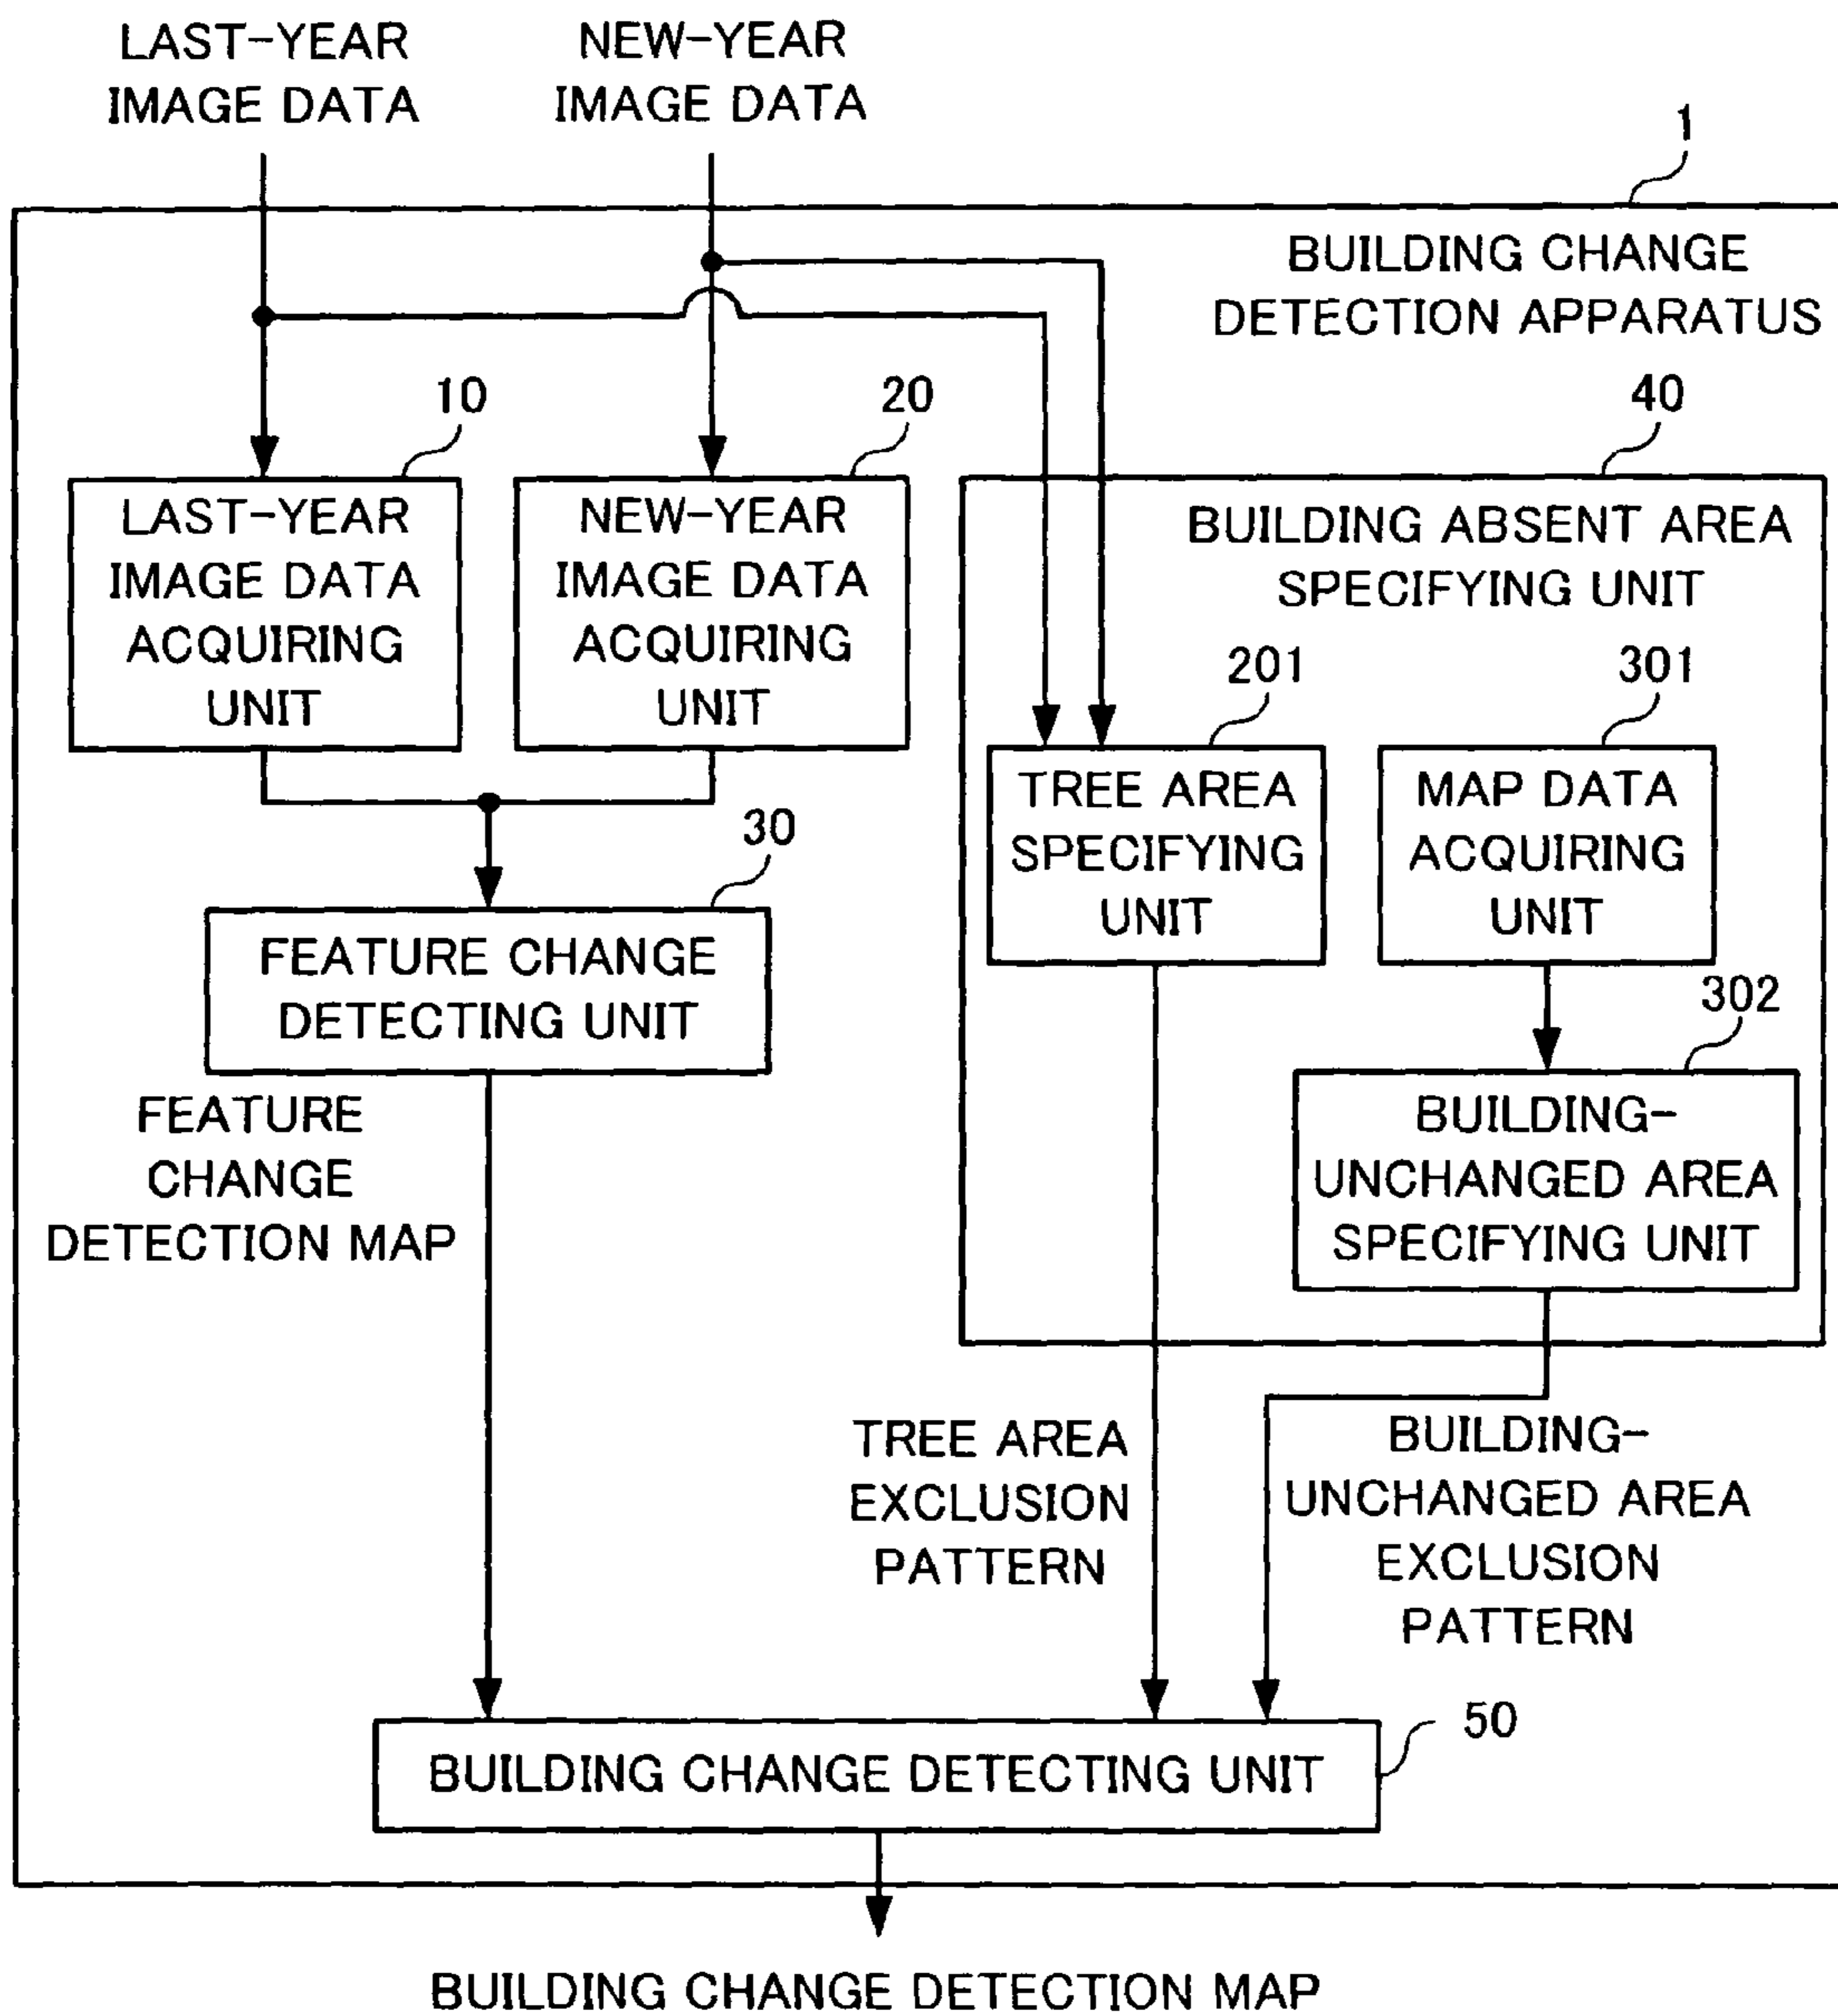 LAST-YEAR
IMAGE DATA
NEW-YEAR
IMAGE DATA
1
BUILDING CHANGE
DETECTION APPARATUS
10
20
40
LAST-YEAR
IMAGE DATA
ACQUIRING
UNIT
NEW-YEAR
IMAGE DATA
ACQUIRING
UNIT
BUILDING ABSENT AREA
SPECIFYING UNIT
201
301
TREE AREA
SPECIFYING
UNIT
MAP DATA
ACQUIRING
UNIT
30
FEATURE CHANGE
DETECTING UNIT
302
BUILDING-
UNCHANGED AREA
SPECIFYING UNIT
FEATURE
CHANGE
DETECTION MAP
TREE AREA
EXCLUSION
PATTERN
BUILDING-
UNCHANGED AREA
EXCLUSION
PATTERN
50
BUILDING CHANGE DETECTING UNIT
BUILDING CHANGE DETECTION MAP